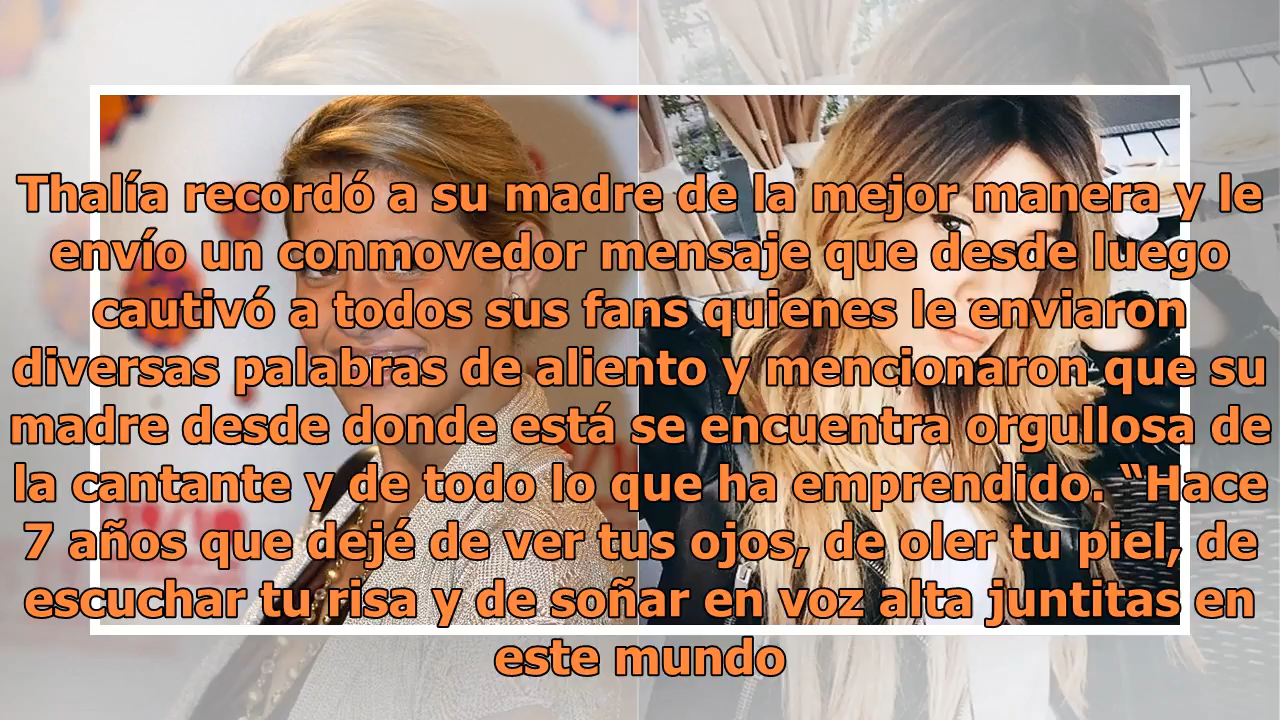 Thalía recordó a su madre de la mejor manera y le
envío un conmovedor mensaje que desde luego
cautivó a todos sus fans quienes le enviaron
diversas palabras de aliento y mencionaron que su
madre desde donde está se encuentra orgullosa de
la cantante y de todo lo que ha emprendido. “Hace
7 años que dejé de ver tus ojos, de oler tu piel, de
escuchar tu risa y de soñar en voz alta juntitas en
este mundo